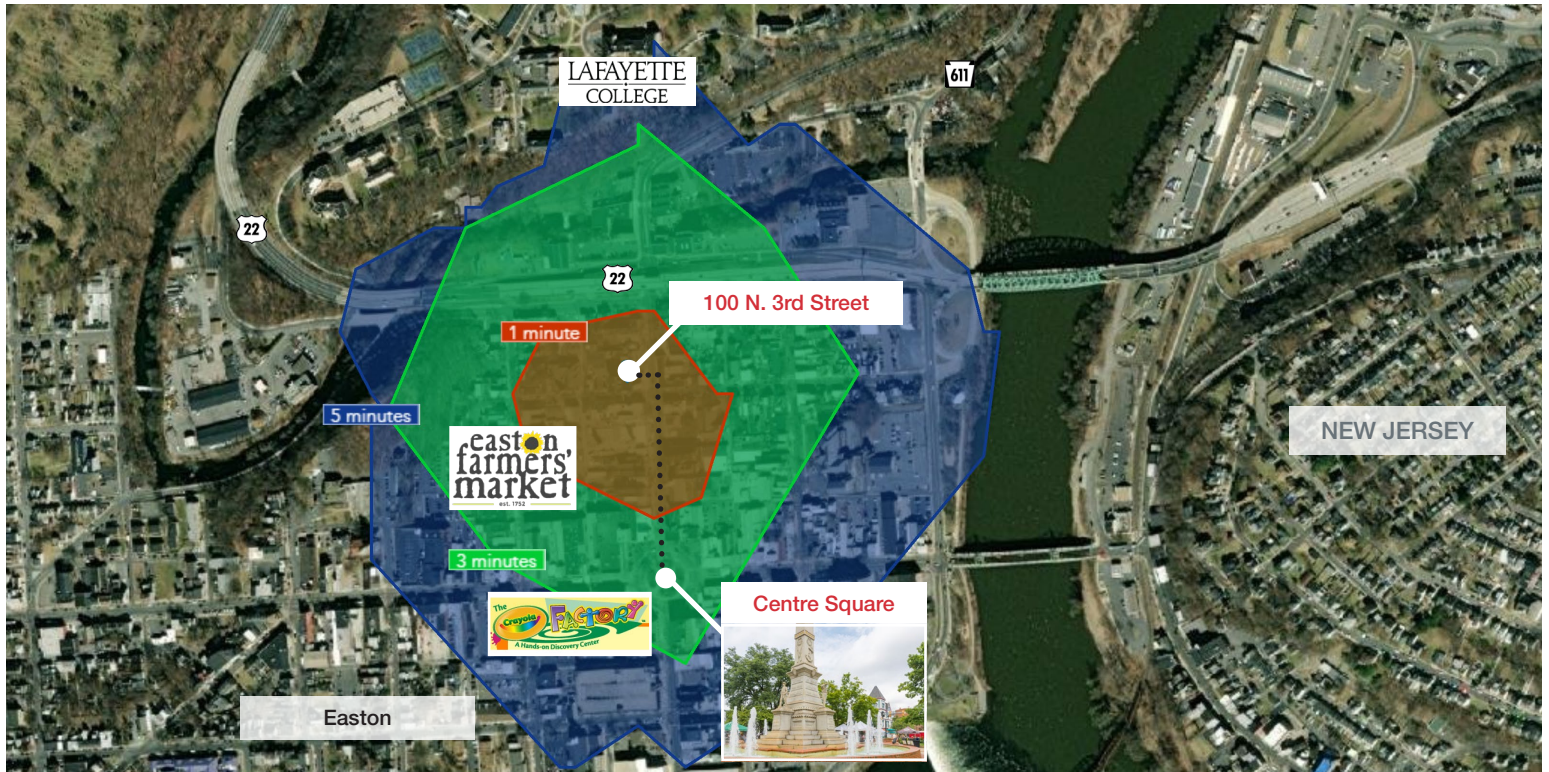 LAFAYETTE
COLLEGE
611
22
22
100 N. 3rd Street
1 minute
5 minutes
NEW JERSEY
easton
farmers'
market
est. 1752
3 minutes
The
Crayola
FACTORY
A Hands-on Discovery Center
Centre Square
Easton